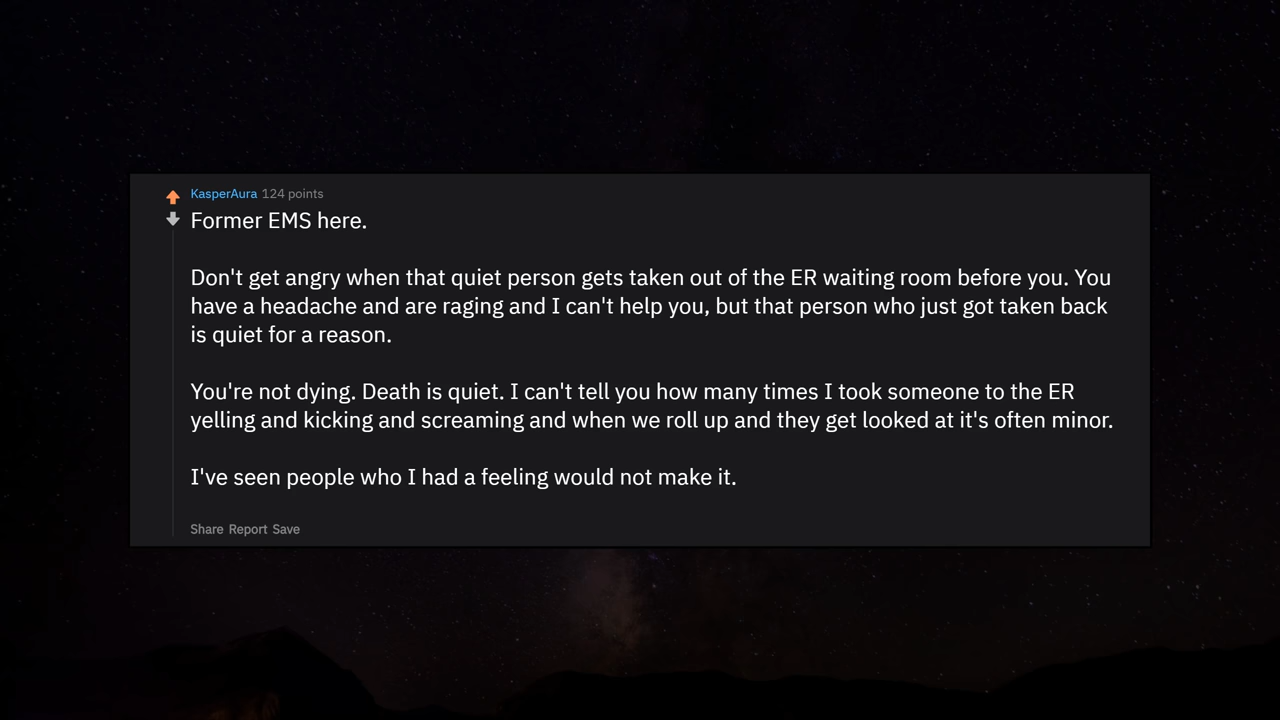 KasperAura 124 points
Former EMS here.
Don't get angry when that quiet person gets taken out of the ER waiting room before you. You
have a headache and are raging and I can't help you, but that person who just got taken back
is quiet for a reason.
You're not dying. Death is quiet. I can't tell you how many times I took someone to the ER
yelling and kicking and screaming and when we roll up and they get looked at it's often minor.
I've seen people who I had a feeling would not make it.
Share Report Save